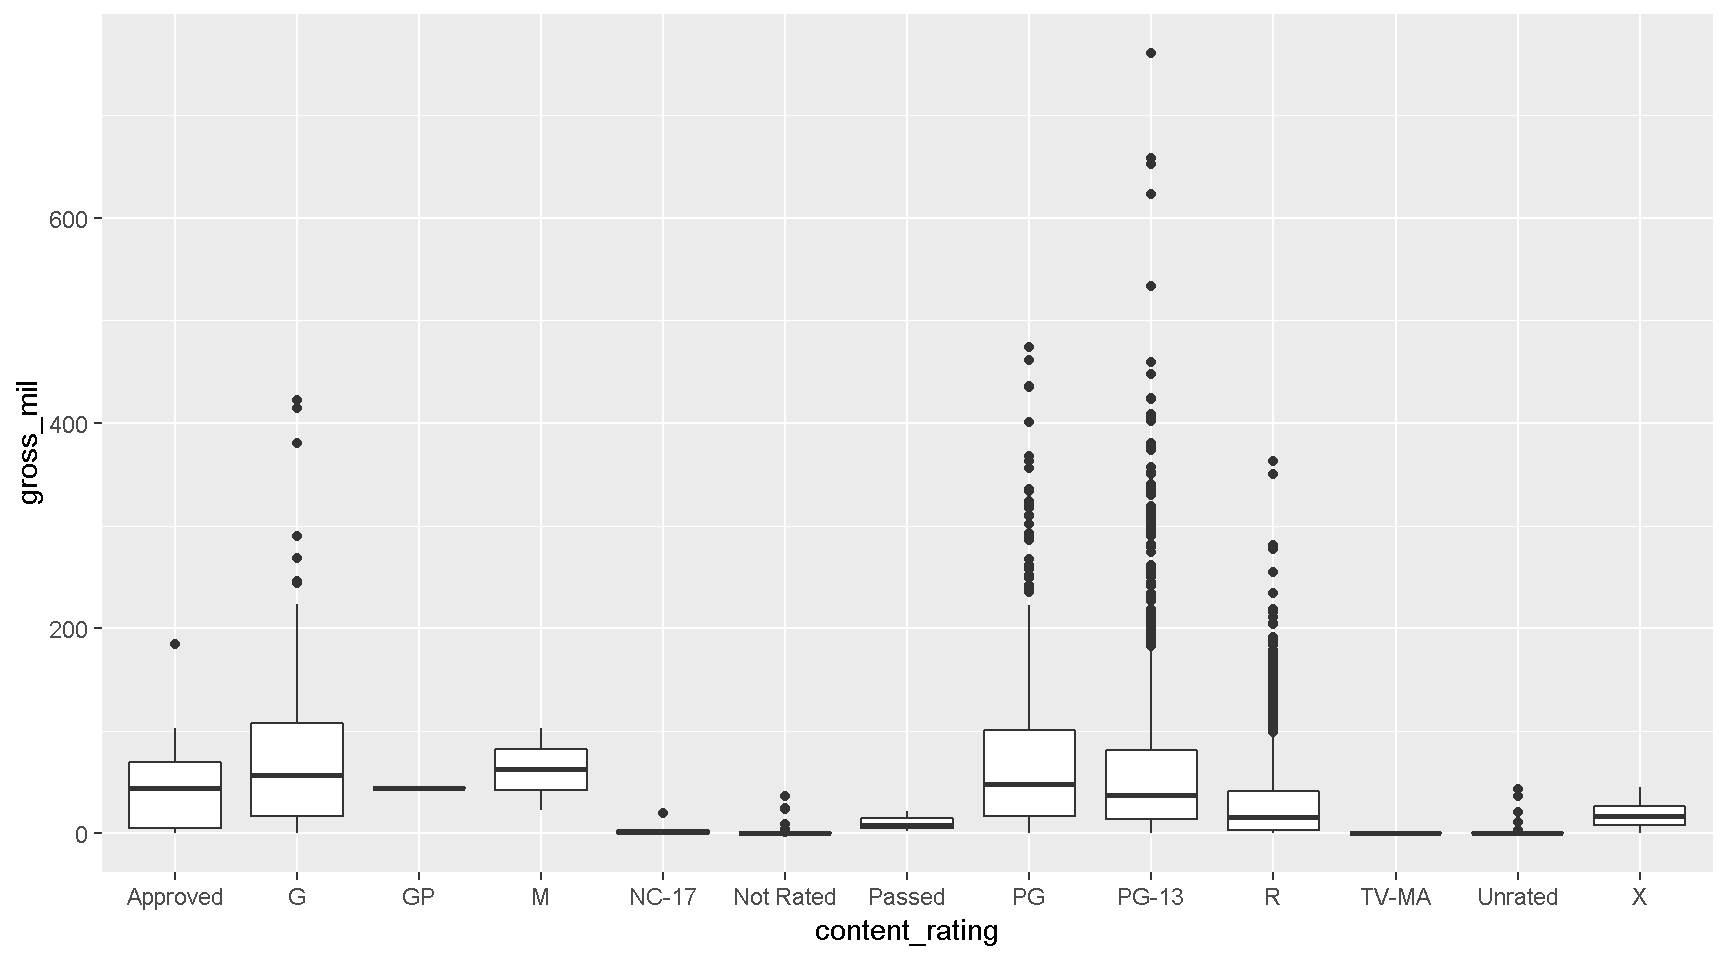 gross_mil
600
400
200
0
Approved G GP M NC-17 Not Rated Passed PG PG-13 R TV-MA Unrated X
content_rating